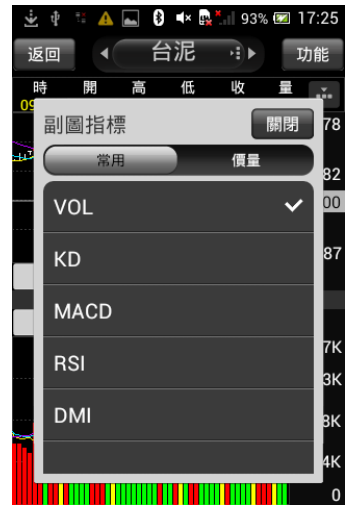 93% 17:25
返回 台泥 功能
時 開 高 低 收 量
09
副圖指標 關閉
78
常用 價量
82
VOL
00
KD
87
MACD
RSI
7K
3K
DMI
8K
4K
0